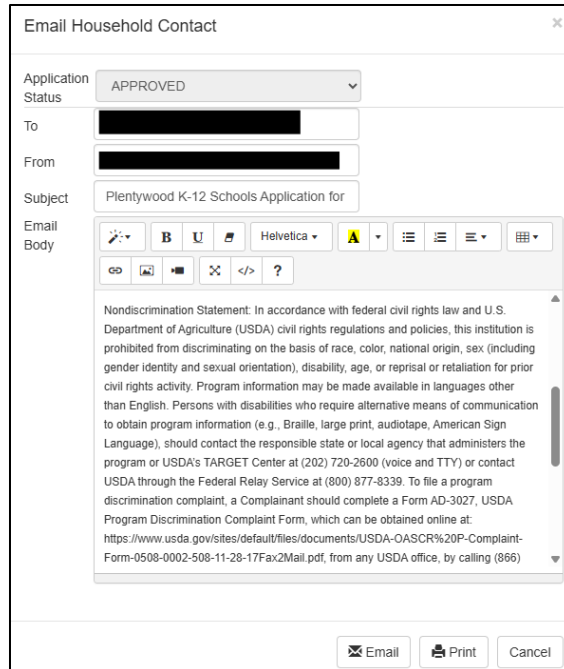 Email Household Contact
×
Application
Status
APPROVED
To
From
Subject
Plentywood K-12 Schools Application for
Email
Body
B U Helvetica A
</> ?
Nondiscrimination Statement: In accordance with federal civil rights law and U.S.
Department of Agriculture (USDA) civil rights regulations and policies, this institution is
prohibited from discriminating on the basis of race, color, national origin, sex (including
gender identity and sexual orientation), disability, age, or reprisal or retaliation for prior
civil rights activity. Program information may be made available in languages other
than English. Persons with disabilities who require alternative means of communication
to obtain program information (e.g., Braille, large print, audiotape, American Sign
Language), should contact the responsible state or local agency that administers the
program or USDA's TARGET Center at (202) 720-2600 (voice and TTY) or contact
USDA through the Federal Relay Service at (800) 877-8339. To file a program
discrimination complaint, a Complainant should complete a Form AD-3027, USDA
Program Discrimination Complaint Form, which can be obtained online at:
https://www.usda.gov/sites/default/files/documents/USDA-OASCR%20P-Complaint-
Form-0508-0002-508-11-28-17Fax2Mail.pdf, from any USDA office, by calling (866)
Email Print Cancel